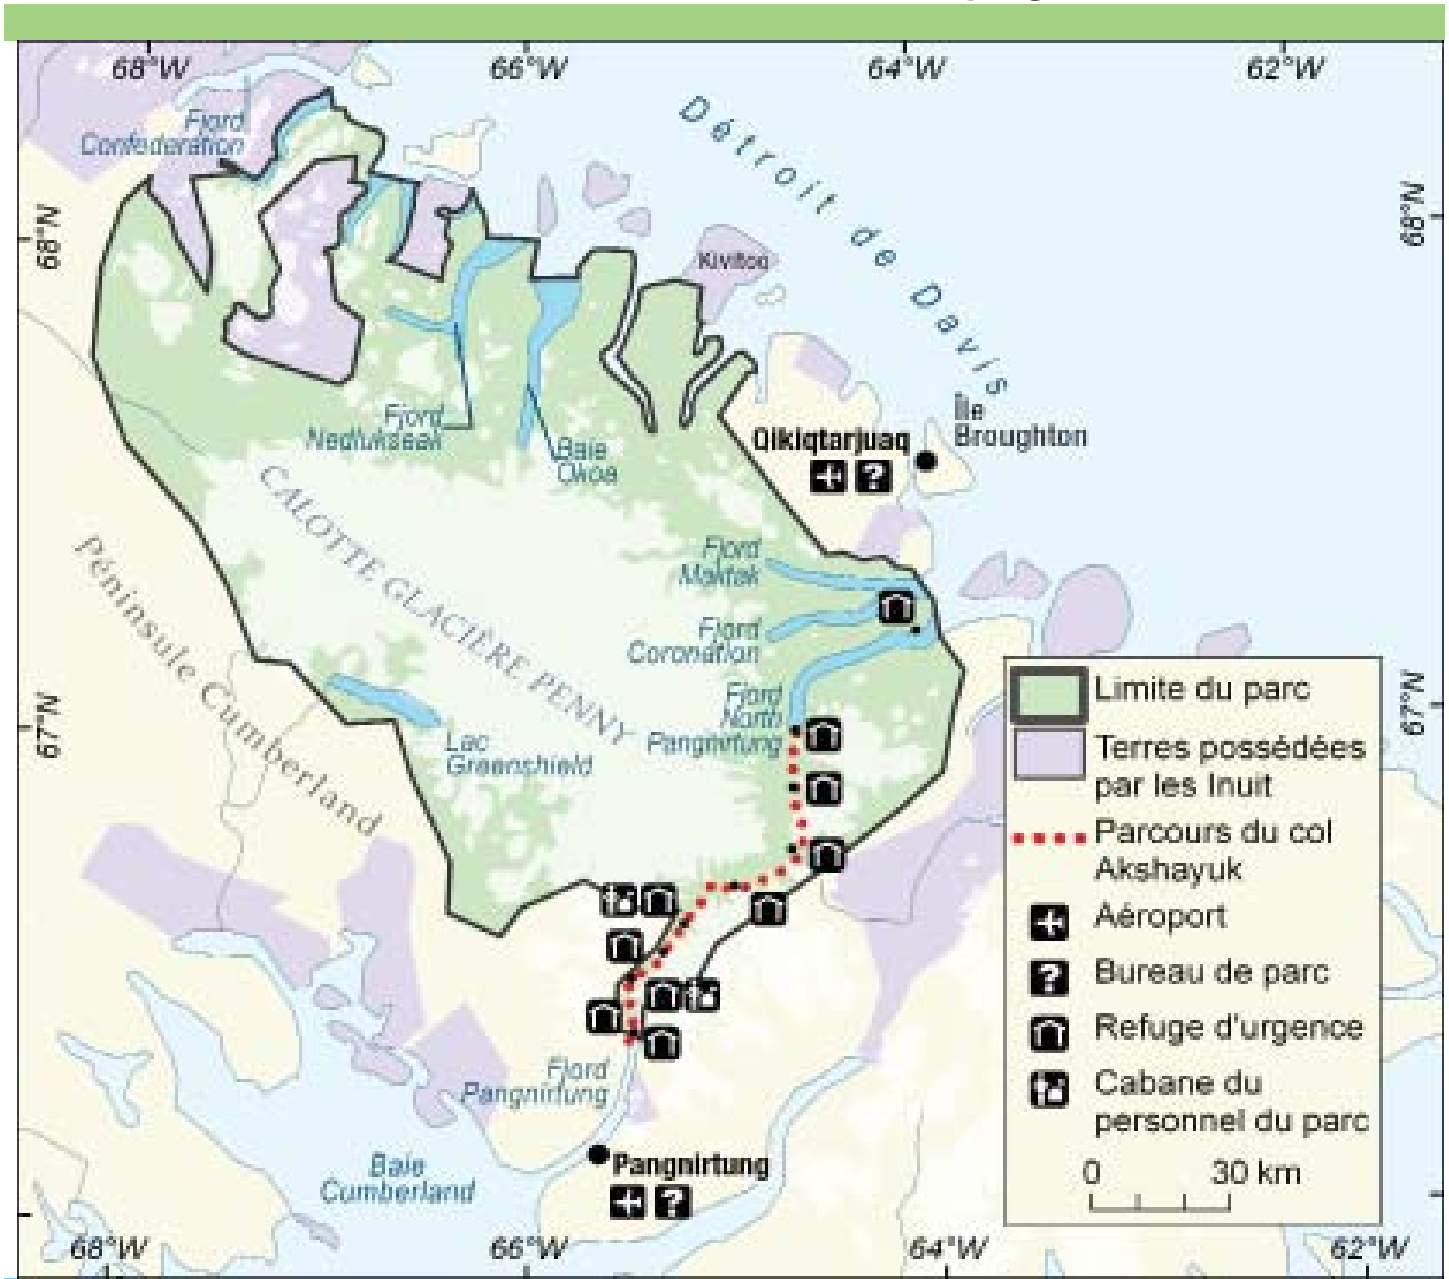 68°W
66°W
64°W
62°W
Fjord
Confederation
Détroit de Davis
68°N
68°N
Kivitoo
Île
Broughton
Qikiqtarjuaq
Fjord
Nedlukseak
Baie
Okoa
CALOTTE GLACIÈRE PENNY
Péninsule Cumberland
Fjord
Maktak
Fjord
Coronation
Fjord
North
Pangnirtung
67°N
67°N
Lac
Greenshield
Limite du parc
Terres possédées
par les Inuit
Parcours du col
Akshayuk
Aéroport
Bureau de parc
Refuge d'urgence
Cabane du
personnel du parc
0 30 km
Fjord
Pangnirtung
Pangnirtung
Baie
Cumberland
68°W
66°W
64°W
62°W